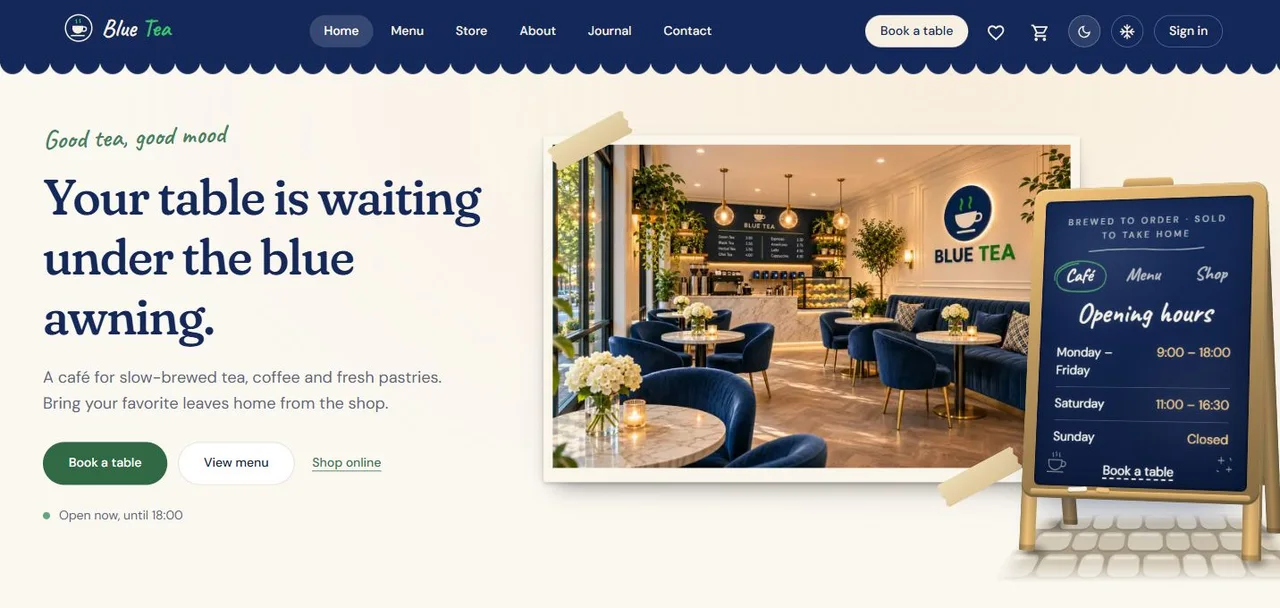 Blue Tea
Home Menu Store About Journal Contact
Book a table
Sign in
Good tea, good mood
Your table is waiting
under the blue
awning.
A café for slow-brewed tea, coffee and fresh pastries.
Bring your favorite leaves home from the shop.
Book a table
View menu
Shop online
Open now, until 18:00
BLUE TEA
BLUE TEA
BREWED TO ORDER · SOLD
TO TAKE HOME
Café Menu Shop
Opening hours
Monday – 9:00 – 18:00
Friday
Saturday 11:00 – 16:30
Sunday Closed
Book a table